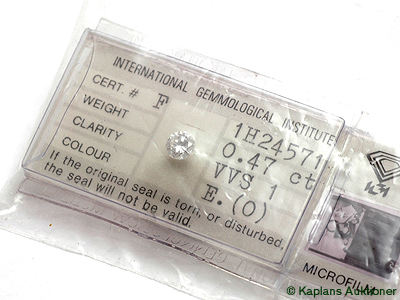 INTERNATIONAL GEMMOLOGICAL INSTITUTE
CERT. # F 1H24571
WEIGHT 0.47 ct
CLARITY VVS 1
COLOUR E.(0)
If the original seal is torn, or disturbed,
the seal will not be valid.
MICROFILM
© Kaplans Auktioner